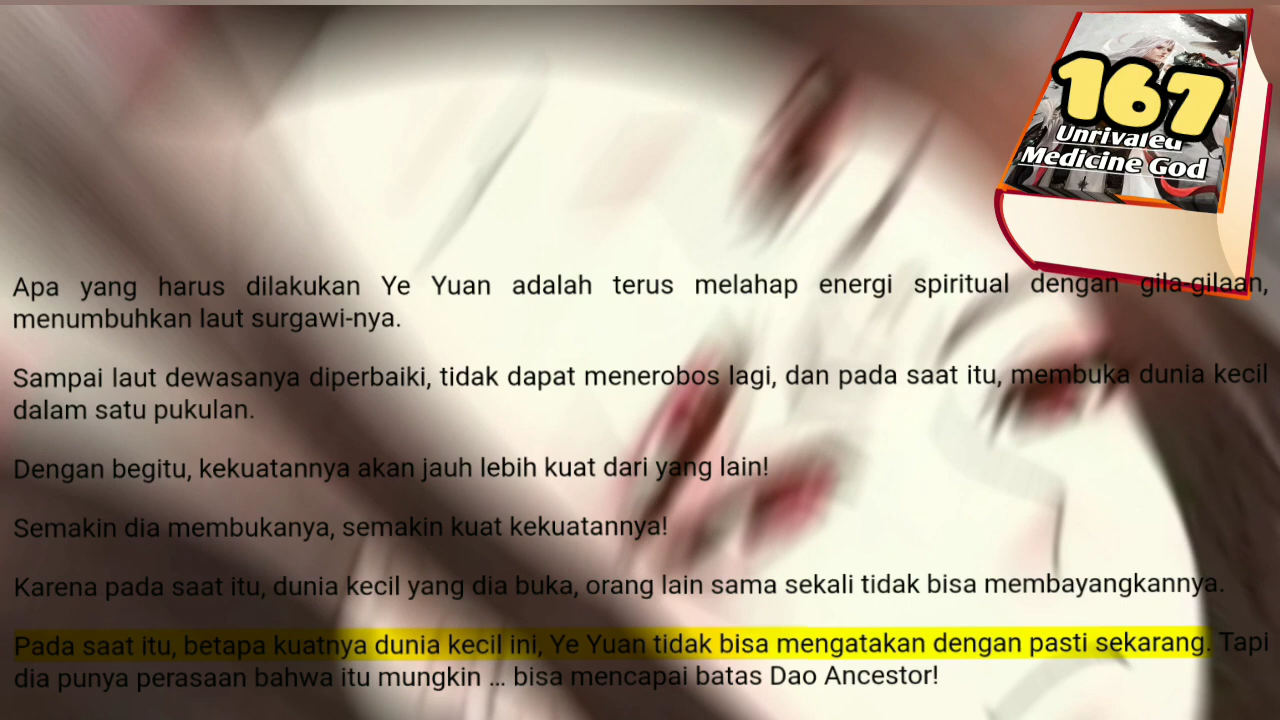 167
Unrivaled
Medicine God
Apa yang harus dilakukan Ye Yuan adalah terus melahap energi spiritual dengan gila-gilaan,
menumbuhkan laut surgawi-nya.
Sampai laut dewasanya diperbaiki, tidak dapat menerobos lagi, dan pada saat itu, membuka dunia kecil
dalam satu pukulan.
Dengan begitu, kekuatannya akan jauh lebih kuat dari yang lain!
Semakin dia membukanya, semakin kuat kekuatannya!
Karena pada saat itu, dunia kecil yang dia buka, orang lain sama sekali tidak bisa membayangkannya.
Pada saat itu, betapa kuatnya dunia kecil ini, Ye Yuan tidak bisa mengatakan dengan pasti sekarang. Tapi
dia punya perasaan bahwa itu mungkin ... bisa mencapai batas Dao Ancestor!